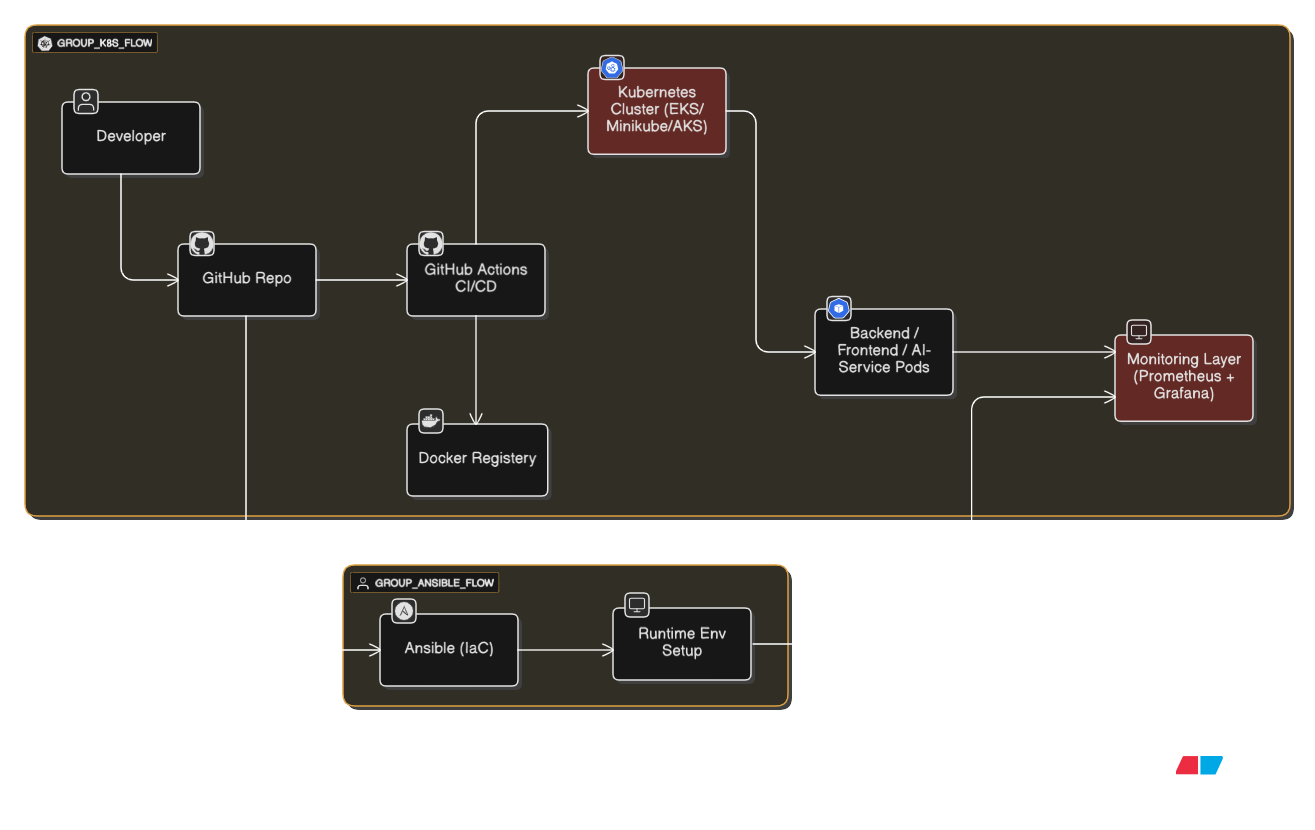 GROUP_K8S_FLOW
Developer
Kubernetes
Cluster (EKS/
Minikube/AKS)
GitHub Repo
GitHub Actions
CI/CD
Backend /
Frontend / AI-
Service Pods
Monitoring Layer
(Prometheus +
Grafana)
Docker Registery
GROUP_ANSIBLE_FLOW
Ansible (IaC)
Runtime Env
Setup